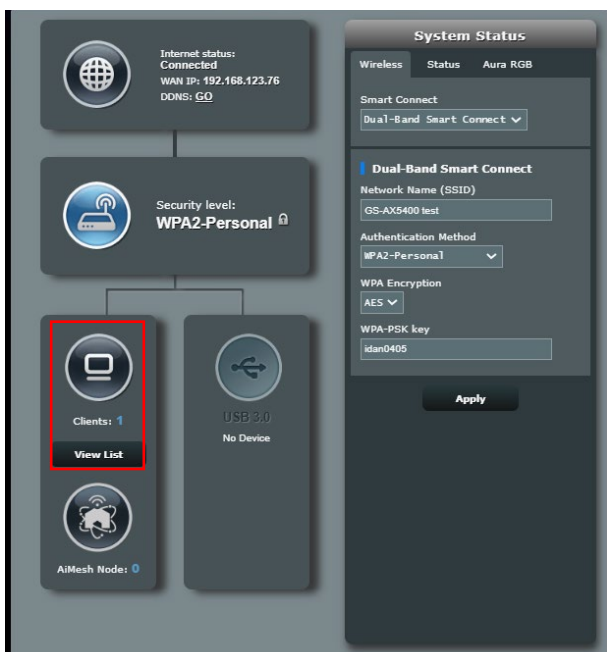 Internet status:
Connected
WAN IP: 192.168.123.76
DDNS: GO
Security level:
WPA2-Personal
Clients: 1
View List
AiMesh Node: 0
USB 3.0
No Device
System Status
Wireless Status Aura RGB
Smart Connect
Dual-Band Smart Connect
Dual-Band Smart Connect
Network Name (SSID)
GS-AX5400 test
Authentication Method
WPA2-Personal
WPA Encryption
AES
WPA-PSK key
idan0405
Apply